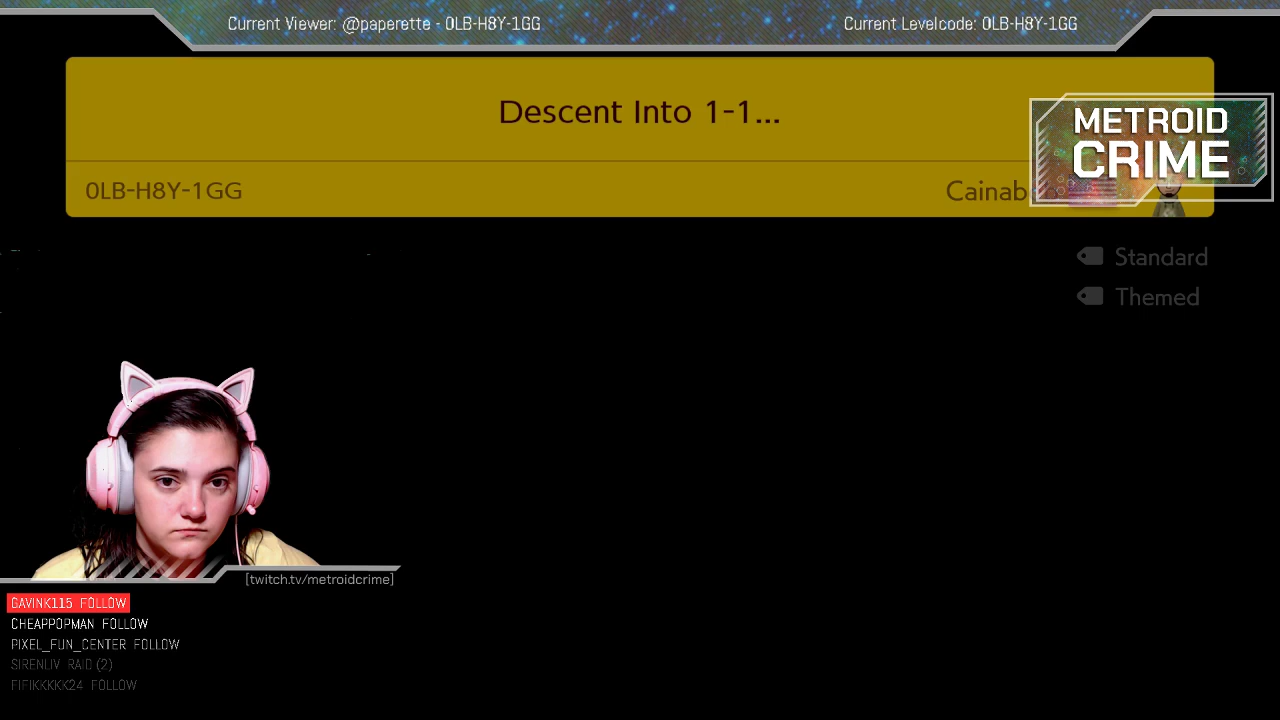 Current Viewer: @paperette - 0LB-H8Y-1GG
Current Levelcode: 0LB-H8Y-1GG
Descent Into 1-1...
METROID
CRIME
0LB-H8Y-1GG
Standard
Themed
[twitch.tv/metroidcrime]
GAVINK115 FOLLOW
CHEAPPOPMAN FOLLOW
PIXEL_FUN_CENTER FOLLOW
SIRENLIV RAID (2)
FIFIKKKKK24 FOLLOW